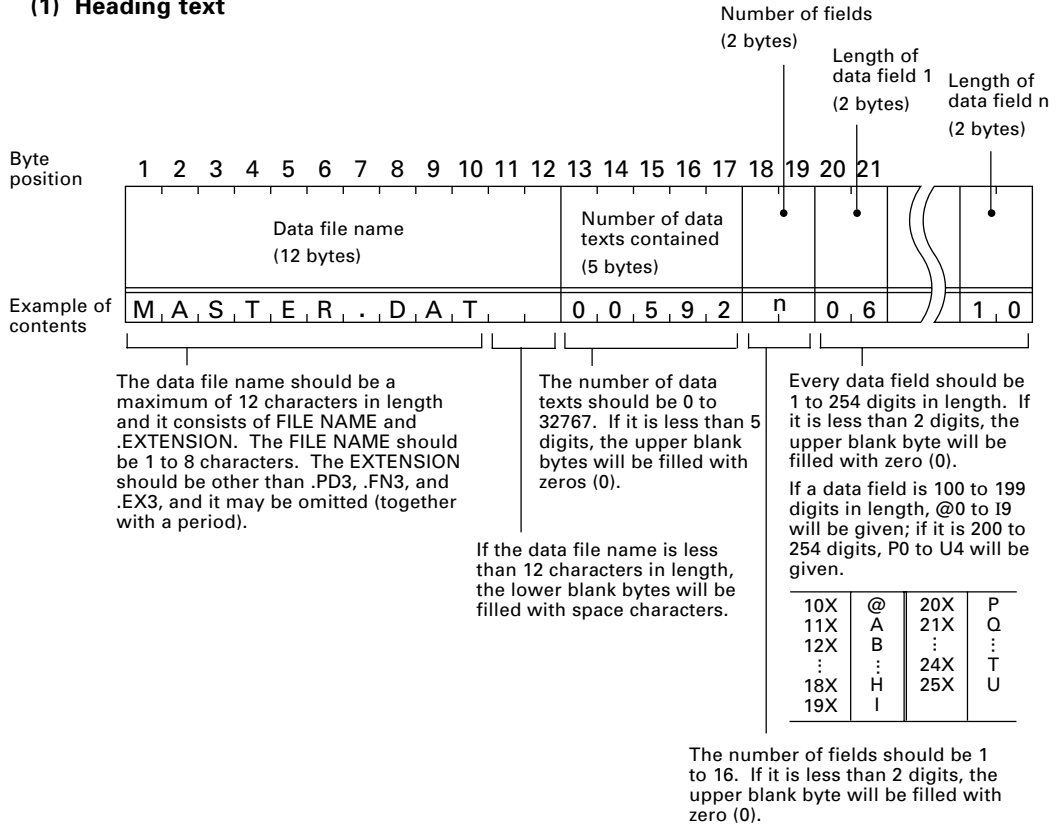 (1) Heading text
Number of fields
(2 bytes)
Length of
data field 1
(2 bytes)
Length of
data field n
(2 bytes)
Byte
position
1 2 3 4 5 6 7 8 9 10 11 12 13 14 15 16 17 18 19 20 21
Data file name
(12 bytes)
Number of data
texts contained
(5 bytes)
Example of
contents
M A S T E R . D A T 0 0 5 9 2 n 0 6 1 0
The data file name should be a
maximum of 12 characters in length
and it consists of FILE NAME and
.EXTENSION. The FILE NAME should
be 1 to 8 characters. The EXTENSION
should be other than .PD3, .FN3, and
.EX3, and it may be omitted (together
with a period).
If the data file name is less
than 12 characters in length,
the lower blank bytes will be
filled with space characters.
The number of data
texts should be 0 to
32767. If it is less than 5
digits, the upper blank
bytes will be filled with
zeros (0).
Every data field should be
1 to 254 digits in length. If
it is less than 2 digits, the
upper blank byte will be
filled with zero (0).
If a data field is 100 to 199
digits in length, @0 to I9
will be given; if it is 200 to
254 digits, P0 to U4 will be
given.
10X @ 20X P
11X A 21X Q
12X B ⋮ ⋮
⋮ ⋮ 24X T
18X H 25X U
19X I
The number of fields should be 1
to 16. If it is less than 2 digits, the
upper blank byte will be filled with
zero (0).